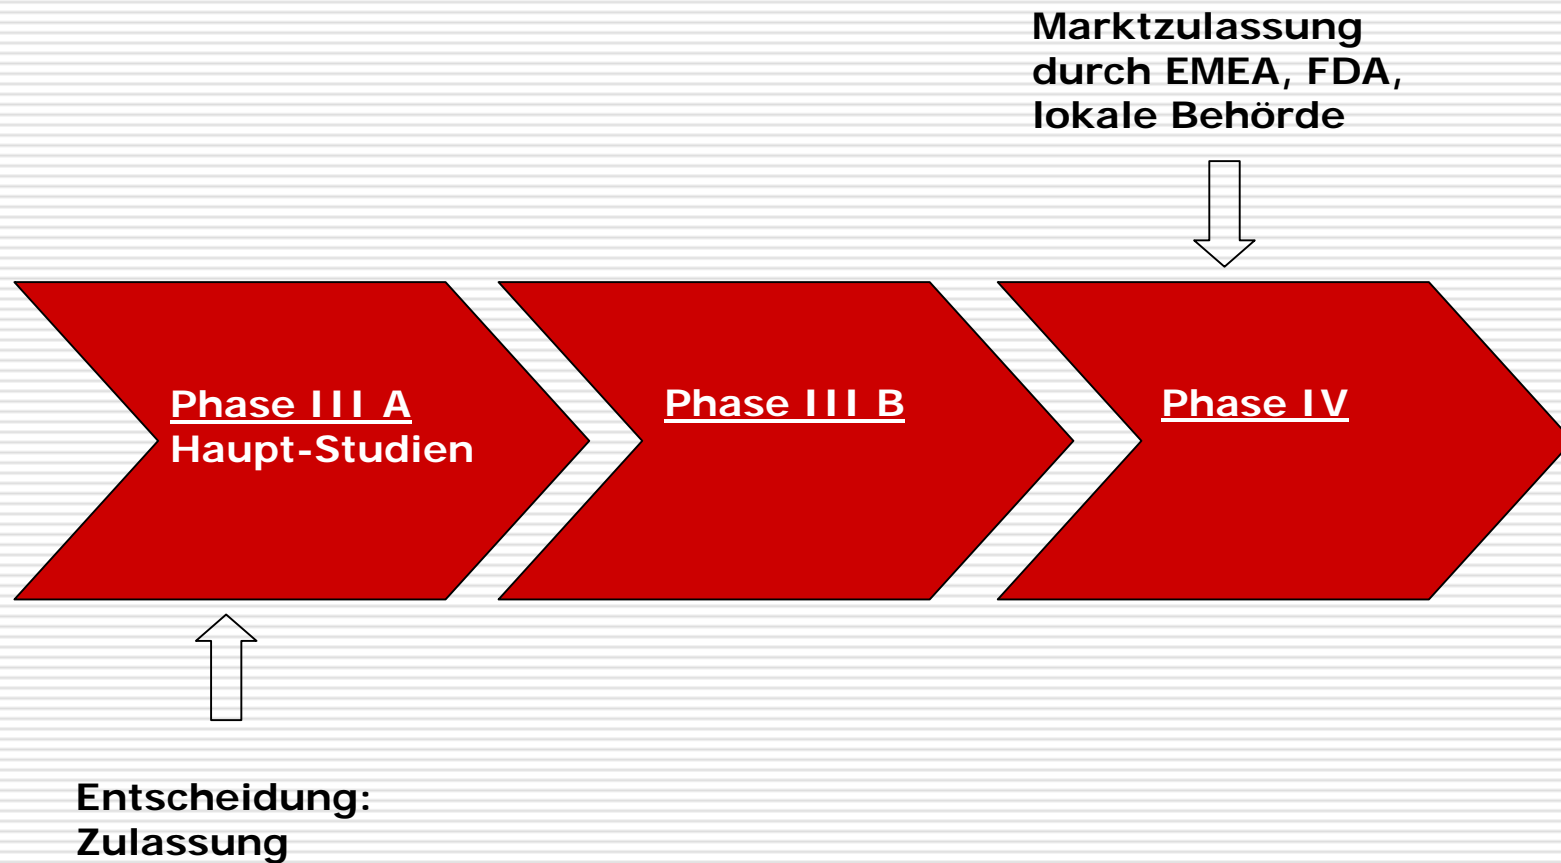 Marktzulassung
durch EMEA, FDA,
lokale Behörde
Phase III A
Haupt-Studien
Phase III B
Phase IV
Entscheidung:
Zulassung